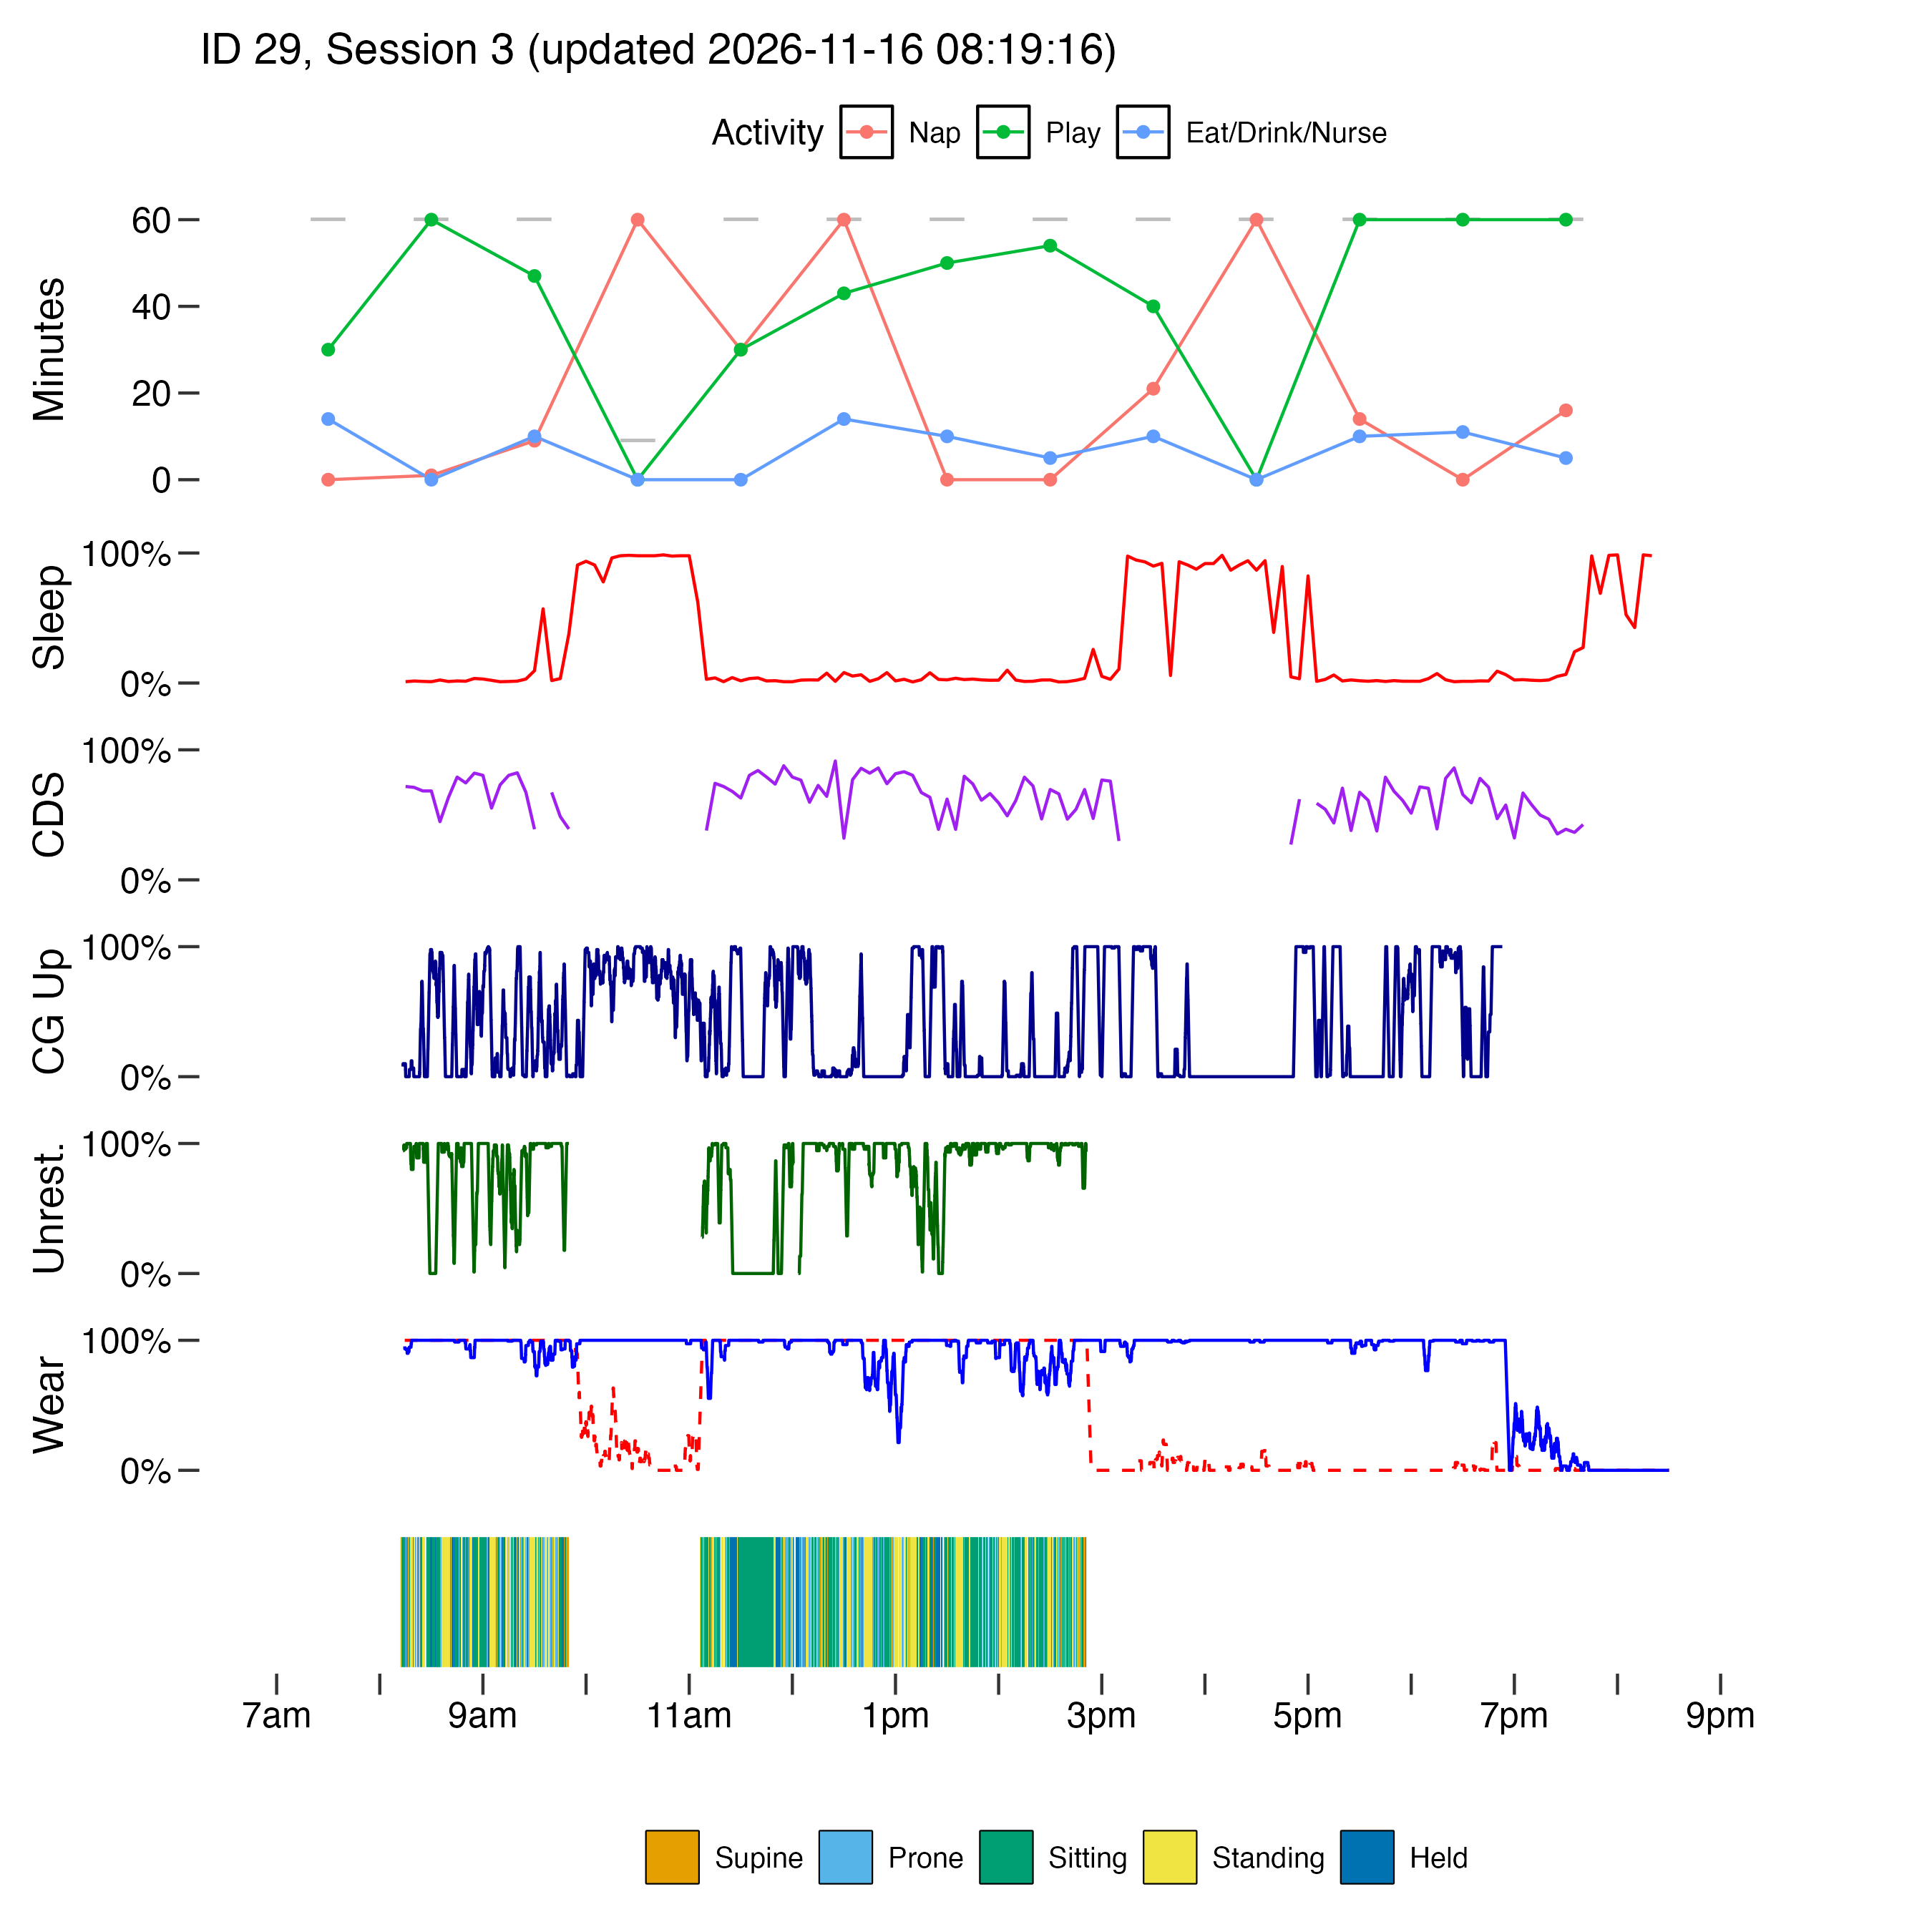 ID 29, Session 3 (updated 2026-11-16 08:19:16)
Activity Nap Play Eat/Drink/Nurse
Minutes
60
40
20
0
Sleep
100%
0%
CDS
100%
0%
CG Up
100%
0%
Unrest.
100%
0%
Wear
100%
0%
7am 9am 11am 1pm 3pm 5pm 7pm 9pm
Supine Prone Sitting Standing Held